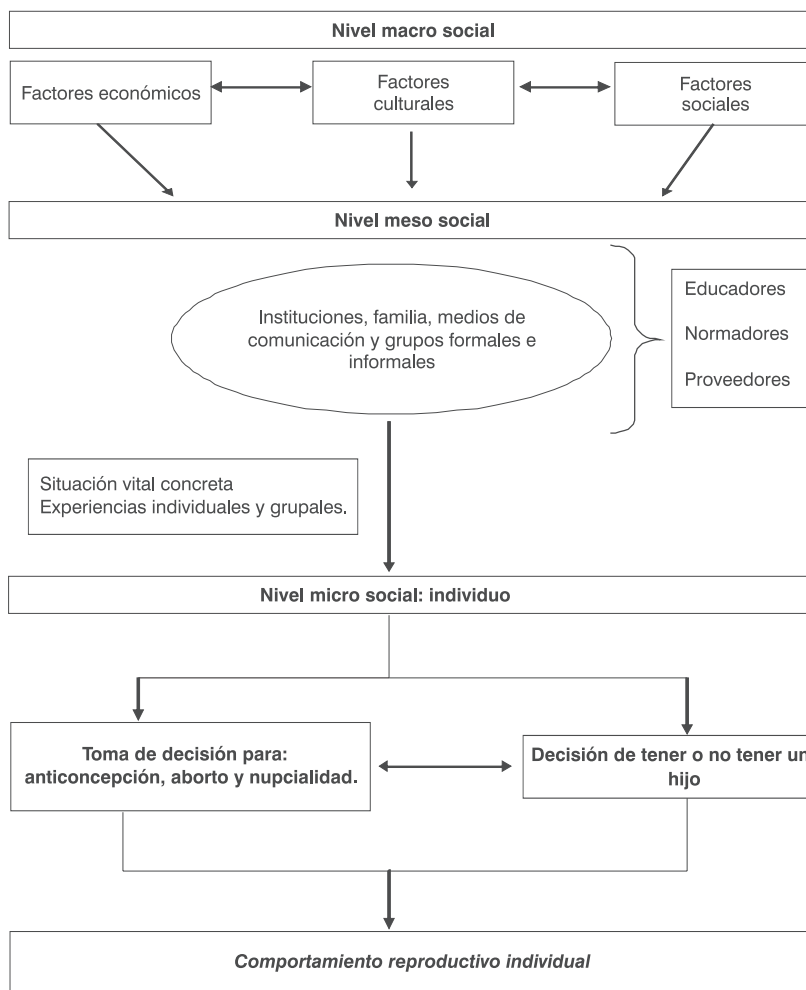 Nivel macro social
Factores económicos
Factores
culturales
Factores
sociales
Nivel meso social
Instituciones, familia, medios de
comunicación y grupos formales e
informales
Educadores
Normadores
Proveedores
Situación vital concreta
Experiencias individuales y grupales.
Nivel micro social: individuo
Toma de decisión para:
anticoncepción, aborto y nupcialidad.
Decisión de tener o no tener un
hijo
Comportamiento reproductivo individual